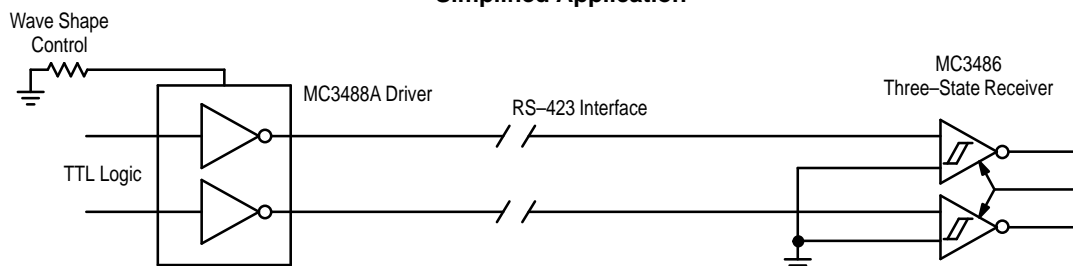 Simplified Application
Wave Shape
Control
MC3488A Driver
RS–423 Interface
MC3486
Three–State Receiver
TTL Logic